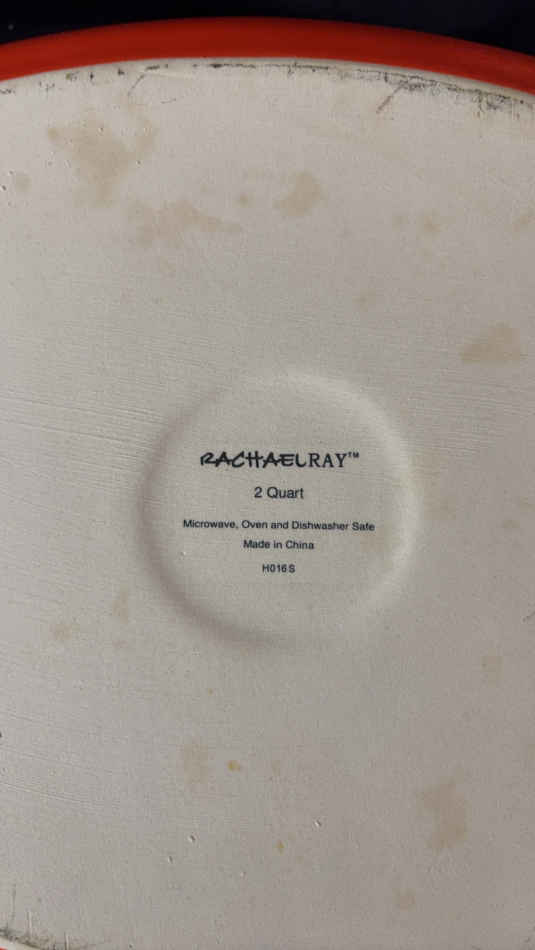 RACHAELRAY™
2 Quart
Microwave, Oven and Dishwasher Safe
Made in China
H016S